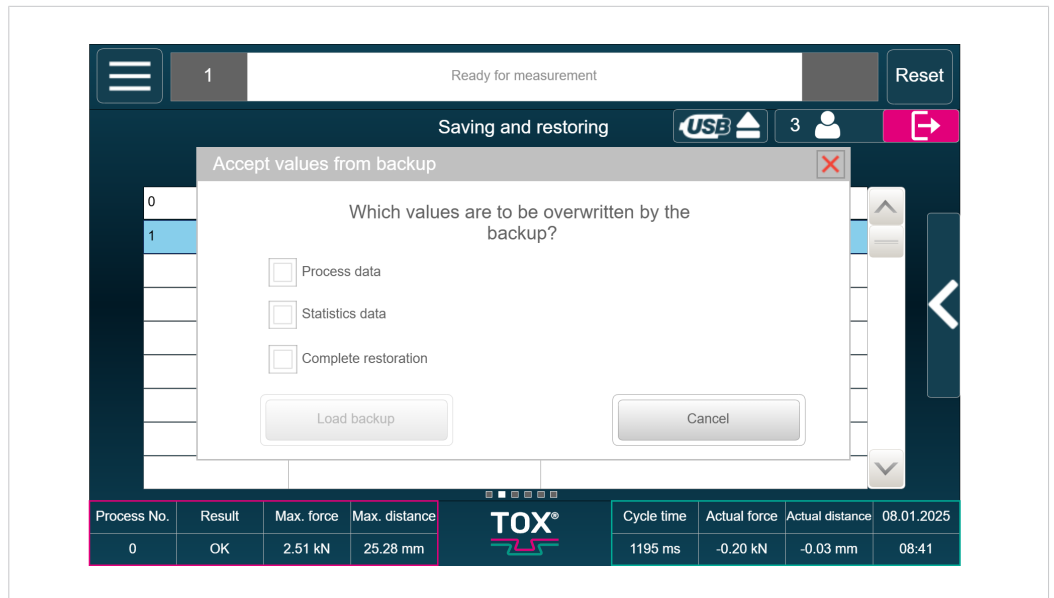 1
Ready for measurement
Reset
Saving and restoring
USB
3
Accept values from backup
0
1
Which values are to be overwritten by the
backup?
Process data
Statistics data
Complete restoration
Load backup
Cancel
Process No. Result Max. force Max. distance
0 OK 2.51 kN 25.28 mm
TOX®
Cycle time Actual force Actual distance 08.01.2025
1195 ms -0.20 kN -0.03 mm 08:41